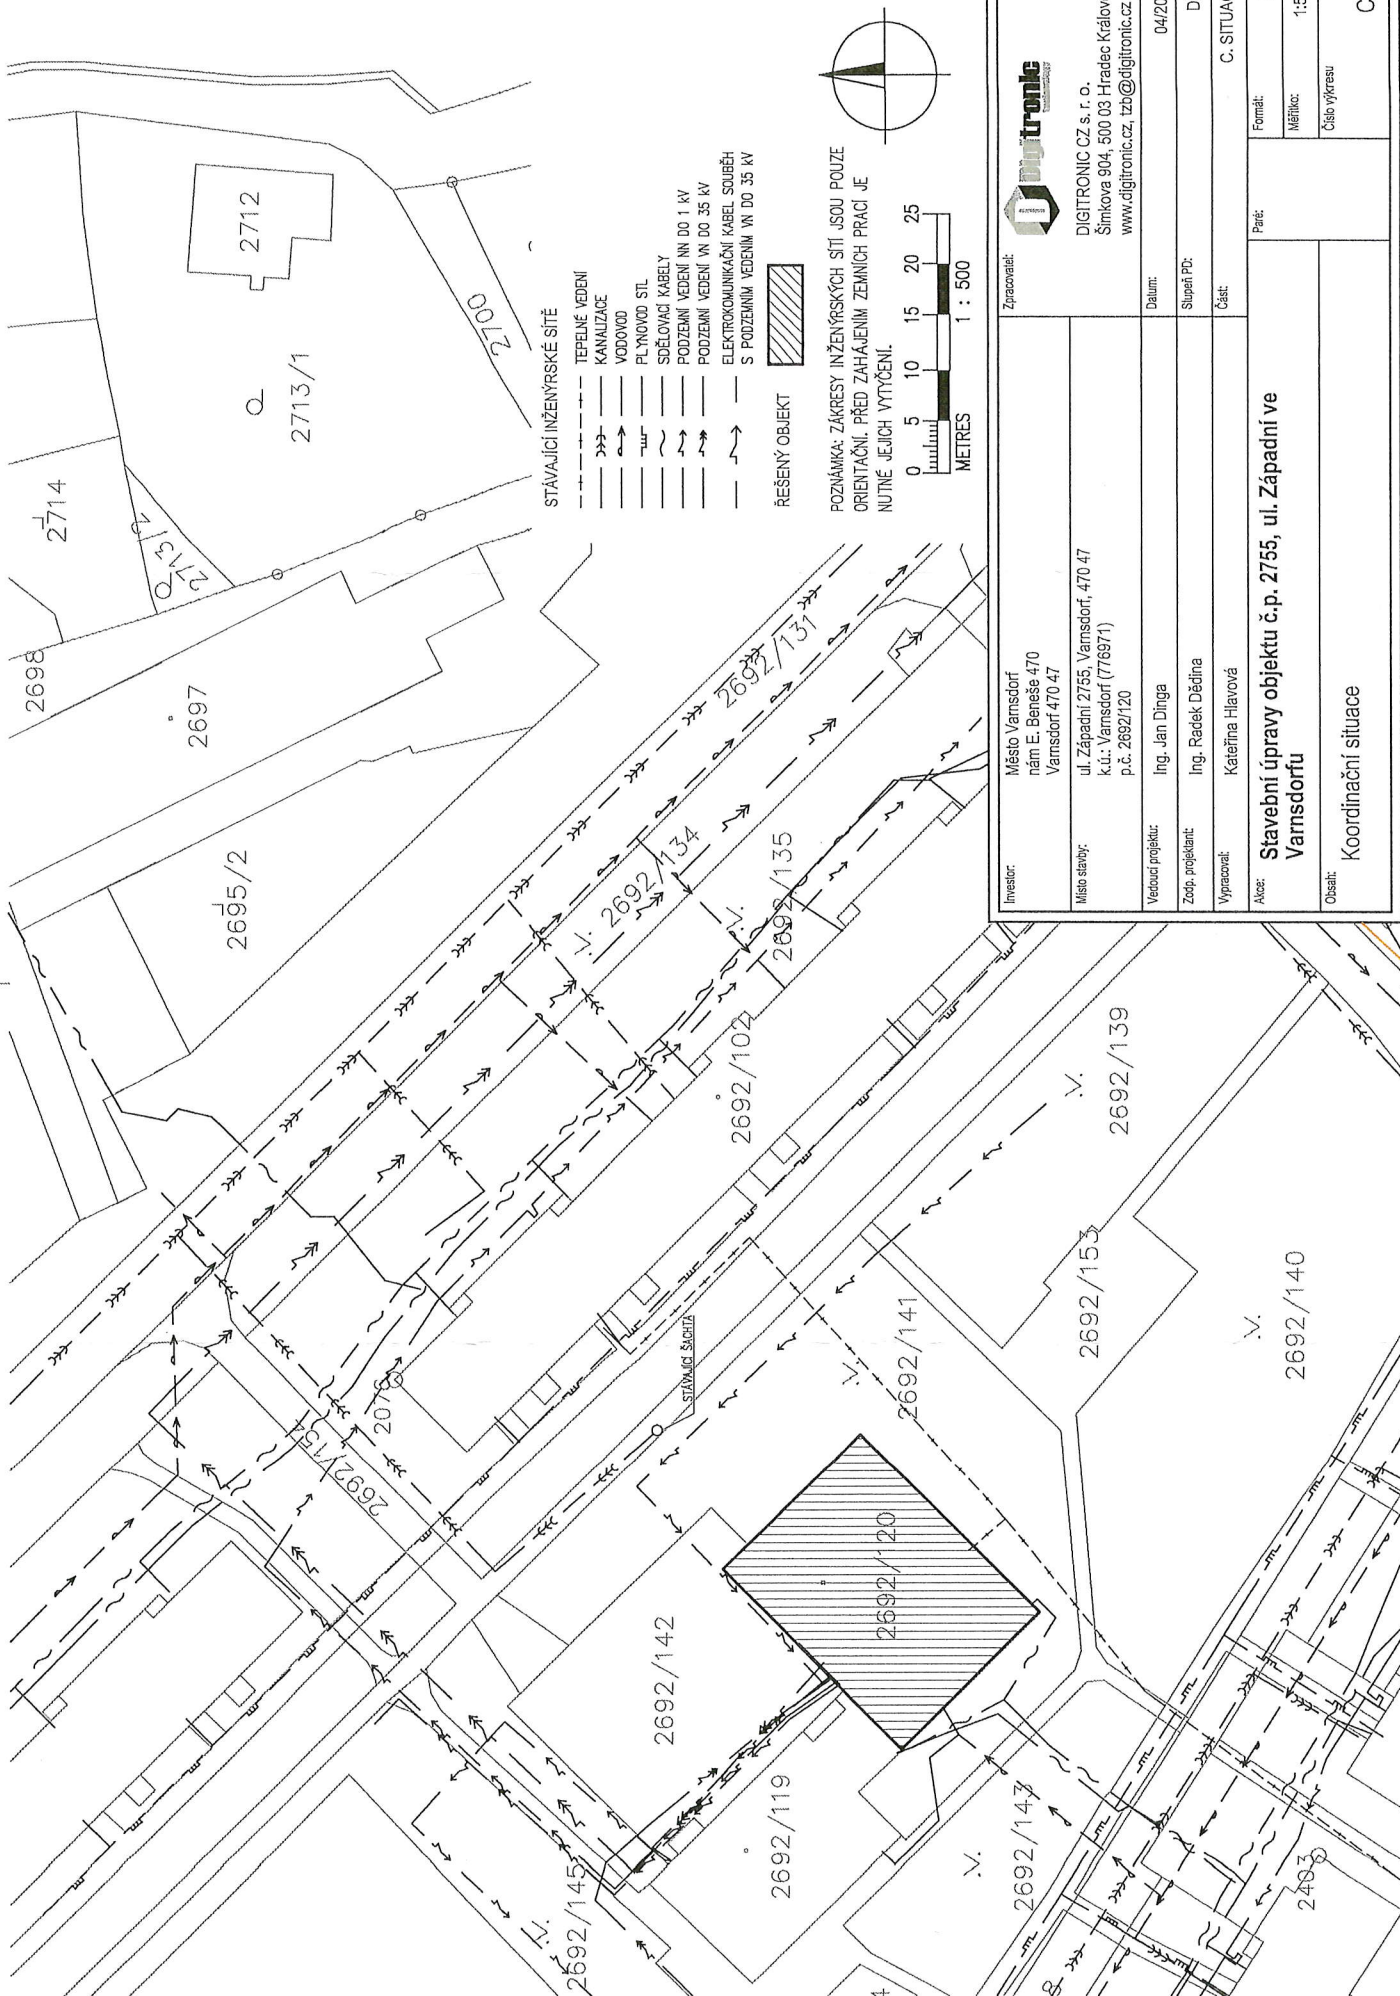 2698
2714
2713/2
2697
2712
2713/1
2700
2695/2
2692/131
2692/134
2692/135
2692/102
2692/139
2692/153
2692/140
2692/141
STÁVAJÍCÍ ŠACHTA
2692/154
2692/142
2692/120
2692/119
2692/143
2692/145
2403
STÁVAJÍCÍ INŽENÝRSKÉ SÍTĚ
TEPELNÉ VEDENÍ
KANALIZACE
VODOVOD
PLYNOVOD STL
SDĚLOVACÍ KABELY
PODZEMNÍ VEDENÍ NN DO 1 kV
PODZEMNÍ VEDENÍ VN DO 35 kV
ELEKTROKOMUNIKAČNÍ KABEL SOUBĚH
S PODZEMNÍM VEDENÍM VN DO 35 kV
ŘEŠENÝ OBJEKT
POZNÁMKA: ZÁKRESY INŽENÝRSKÝCH SÍTÍ JSOU POUZE
ORIENTAČNÍ. PŘED ZAHÁJENÍM ZEMNÍCH PRACÍ JE
NUTNÉ JEJICH VYTYČENÍ.
0 5 10 15 20 25
METRES 1 : 500
Investor:
Město Varnsdorf
nám E. Beneše 470
Varnsdorf 470 47
Místo stavby:
ul. Západní 2755, Varnsdorf, 470 47
k.ú.: Varnsdorf (776971)
p.č. 2692/120
Vedoucí projektu: Ing. Jan Dinga
Zodp. projektant: Ing. Radek Dědina
Vypracoval: Kateřina Hlavová
Zpracovatel:
Digitronic
DIGITRONIC CZ s. r. o.
Šimkova 904, 500 03 Hradec Králov
www.digitronic.cz, tzb@digitronic.cz
Datum: 04/20
Stupeň PD: D
Část: C. SITUAC
Akce: Stavební úpravy objektu č.p. 2755, ul. Západní ve
Varnsdorfu
Paré:
Formát:
Měřítko: 1:5
Číslo výkresu
C
Obsah:
Koordinační situace